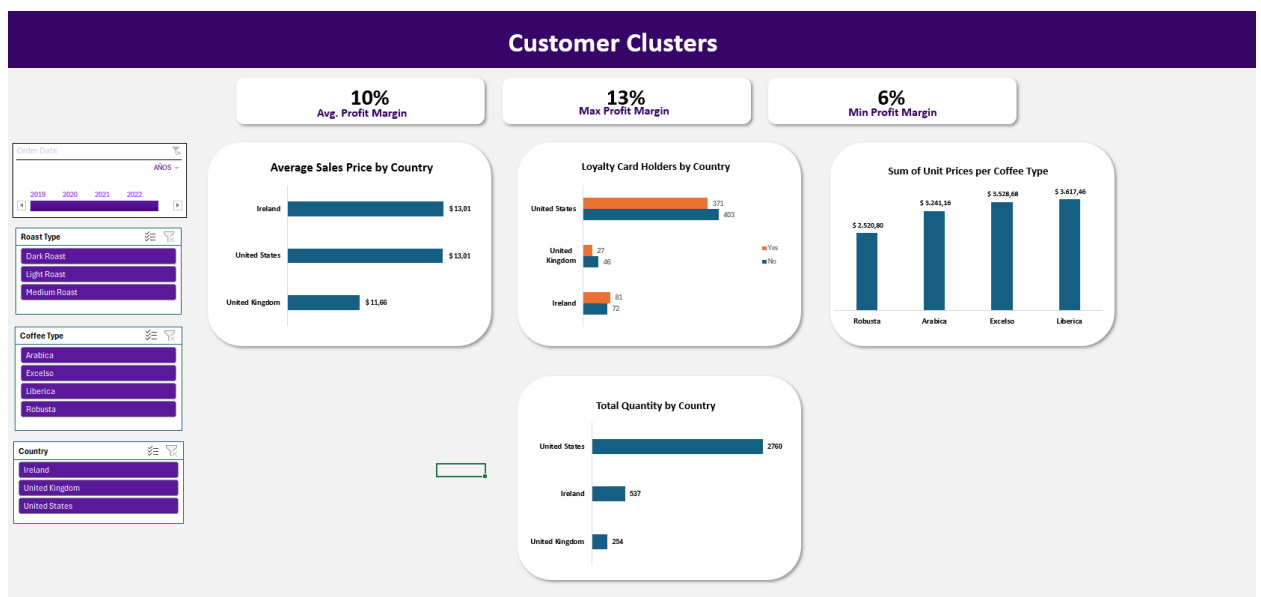 Customer Clusters
10%
Avg. Profit Margin
13%
Max Profit Margin
6%
Min Profit Margin
Order Date
AÑOS
2019 2020 2021 2022
Roast Type
Dark Roast
Light Roast
Medium Roast
Coffee Type
Arabica
Excelso
Liberica
Robusta
Country
Ireland
United Kingdom
United States
Average Sales Price by Country
Ireland $ 13,01
United States $ 13,01
United Kingdom $ 11,66
Loyalty Card Holders by Country
United States 371
403
United
Kingdom
27
46
Ireland 81
72
Yes
No
Sum of Unit Prices per Coffee Type
$ 2.520,80
$ 3.241,16
$ 3.528,68
$ 3.617,46
Robusta Arabica Excelso Liberica
Total Quantity by Country
United States 2760
Ireland 537
United Kingdom 254